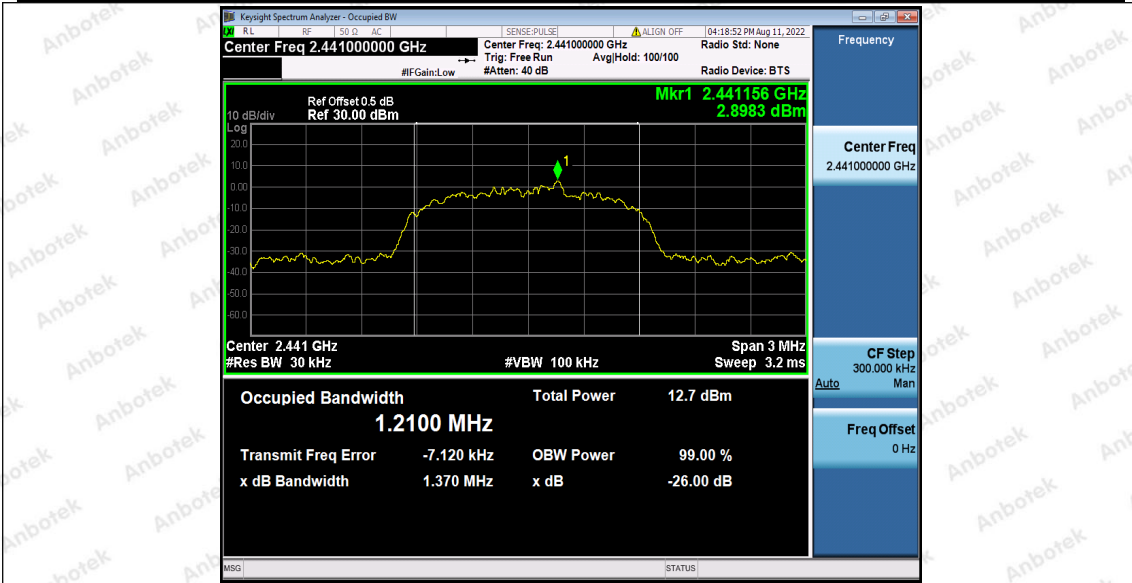 Keysight Spectrum Analyzer - Occupied BW
RL RF 50 Ω AC SENSE:PULSE ALIGN OFF 04:18:52 PM Aug 11, 2022
Center Freq 2.441000000 GHz
Center Freq: 2.441000000 GHz Radio Std: None
Trig: Free Run Avg|Hold: 100/100
#IFGain:Low #Atten: 40 dB Radio Device: BTS
Frequency
Mkr1 2.441156 GHz
2.8983 dBm
Ref Offset 0.5 dB
10 dB/div Ref 30.00 dBm
Log
20.0
10.0
0.00
-10.0
-20.0
-30.0
-40.0
-50.0
-60.0
1
Center 2.441 GHz Span 3 MHz
#Res BW 30 kHz #VBW 100 kHz Sweep 3.2 ms
Occupied Bandwidth Total Power 12.7 dBm
1.2100 MHz
Transmit Freq Error -7.120 kHz OBW Power 99.00 %
x dB Bandwidth 1.370 MHz x dB -26.00 dB
Center Freq
2.441000000 GHz
CF Step
300.000 kHz
Auto Man
Freq Offset
0 Hz
MSG STATUS
Anbotek